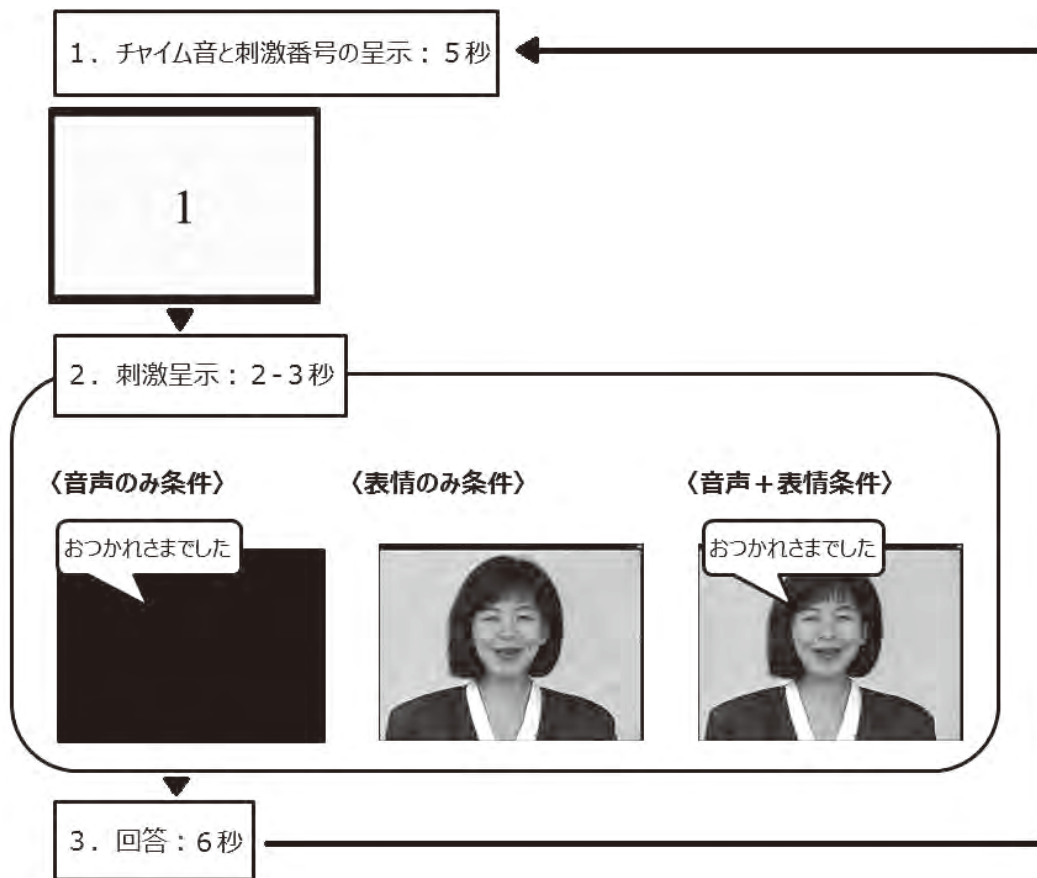 1．チャイム音と刺激番号の呈示：5秒
1
2．刺激呈示：2-3秒
〈音声のみ条件〉
〈表情のみ条件〉
〈音声＋表情条件〉
おつかれさまでした
おつかれさまでした
3．回答：6秒